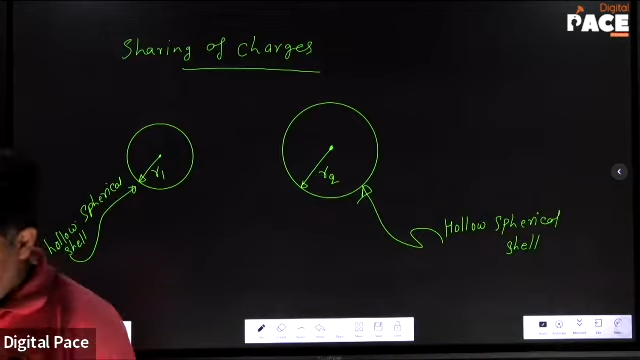 Digital
PACE
Sharing of Charges
r1
r2
hollow spherical
shell
Hollow Spherical
shell
Digital Pace